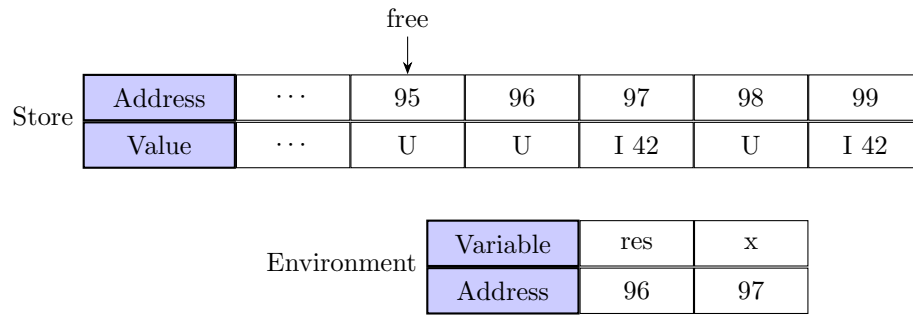 free
Store
Address ··· 95 96 97 98 99
Value ··· U U I 42 U I 42
Environment
Variable res x
Address 96 97